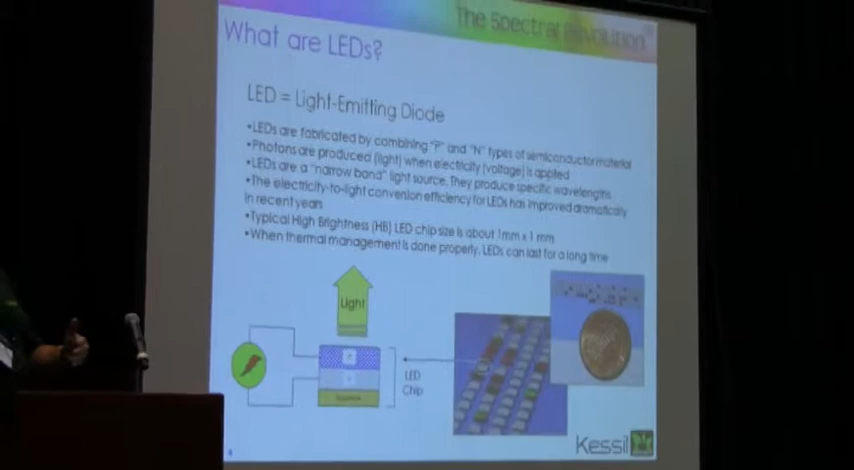 The Spectral Revolution
What are LEDs?
LED = Light-Emitting Diode
•LEDs are fabricated by combining "P" and "N" types of semiconductor material
•Photons are produced (light) when electricity (voltage) is applied
•LEDs are a "narrow band" light source. They produce specific wavelengths
•The electricity-to-light conversion efficiency for LEDs has improved dramatically
in recent years
•Typical High Brightness (HB) LED chip size is about 1mm x 1 mm
•When thermal management is done properly, LEDs can last for a long time
Light
LED
Chip
Kessil
4